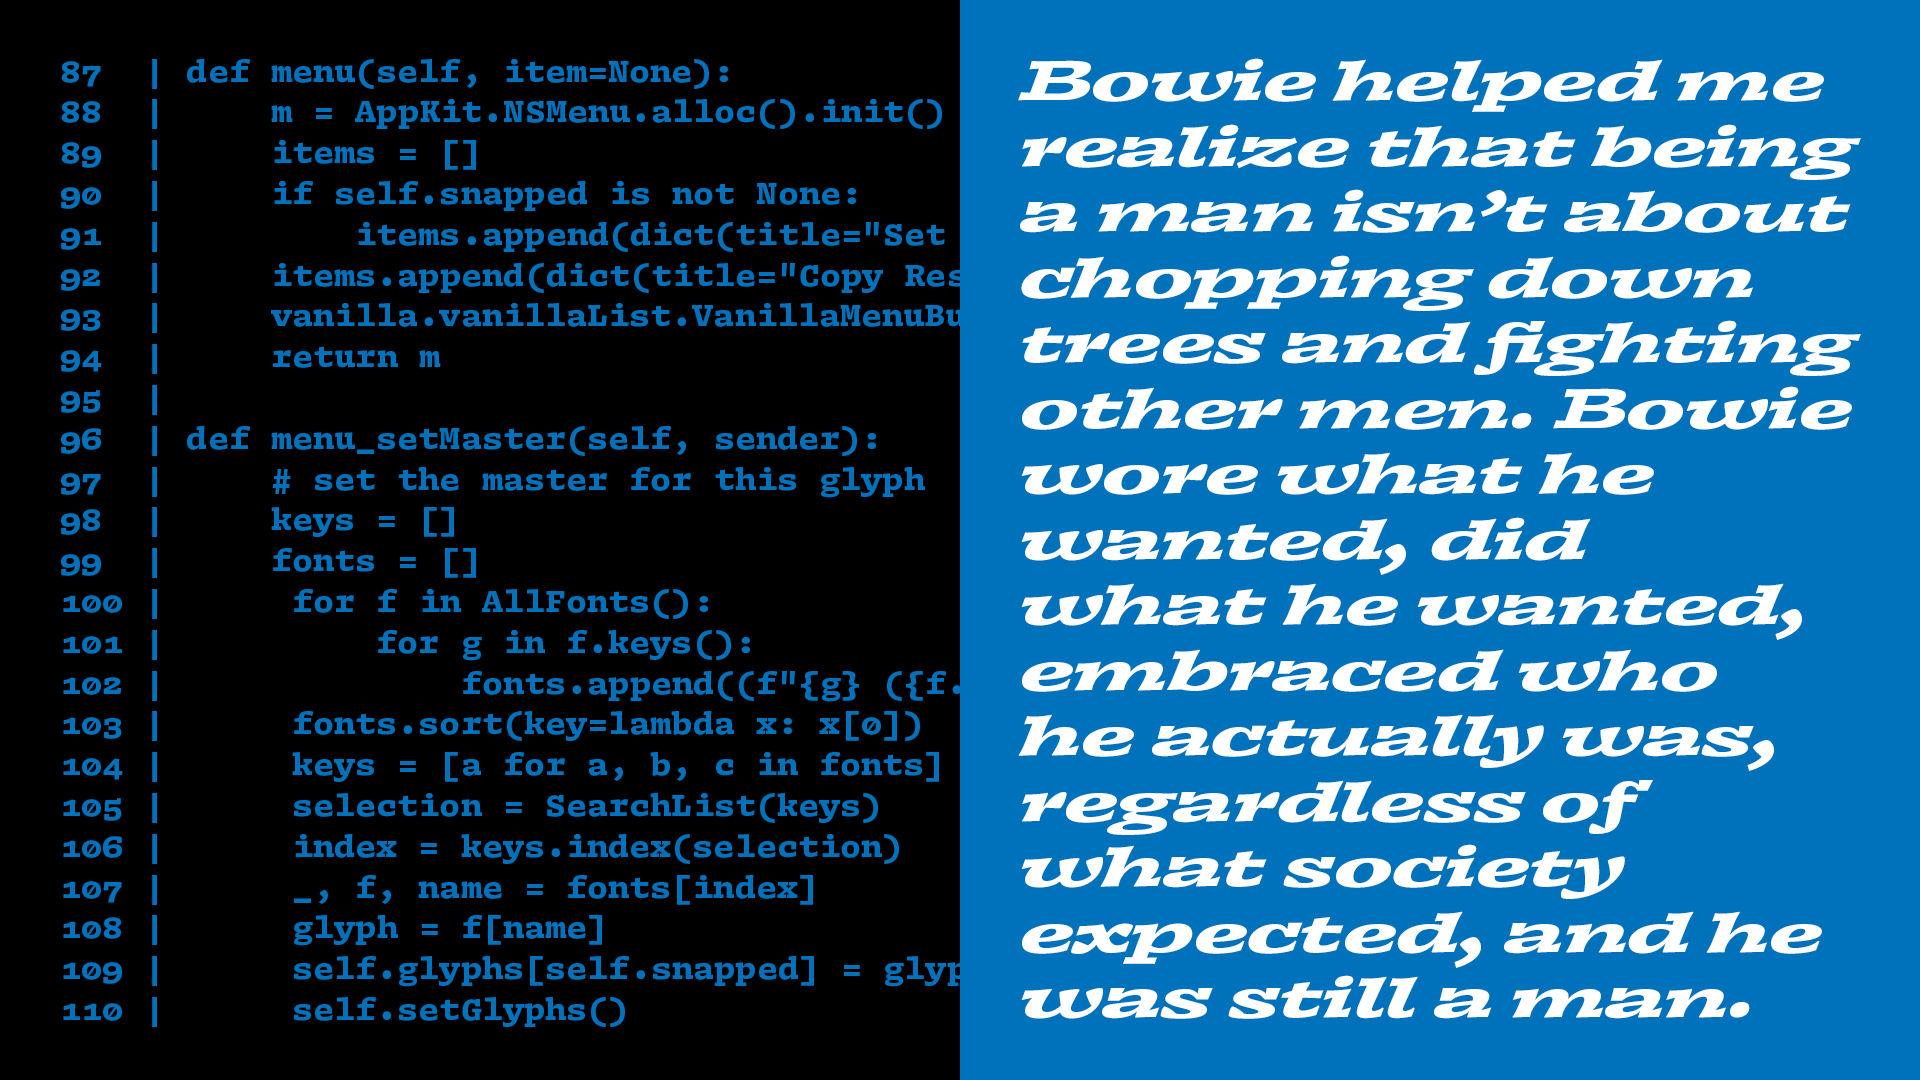 87 | def menu(self, item=None):
88 | m = AppKit.NSMenu.alloc().init()
89 | items = []
90 | if self.snapped is not None:
91 | items.append(dict(title="Set
92 | items.append(dict(title="Copy Res
93 | vanilla.vanillaList.VanillaMenuBu
94 | return m
95 |
96 | def menu_setMaster(self, sender):
97 | # set the master for this glyph
98 | keys = []
99 | fonts = []
100 | for f in AllFonts():
101 | for g in f.keys():
102 | fonts.append((f"{g} ({f.
103 | fonts.sort(key=lambda x: x[0])
104 | keys = [a for a, b, c in fonts]
105 | selection = SearchList(keys)
106 | index = keys.index(selection)
107 | _, f, name = fonts[index]
108 | glyph = f[name]
109 | self.glyphs[self.snapped] = glyp
110 | self.setGlyphs()
Bowie helped me
realize that being
a man isn’t about
chopping down
trees and fighting
other men. Bowie
wore what he
wanted, did
what he wanted,
embraced who
he actually was,
regardless of
what society
expected, and he
was still a man.